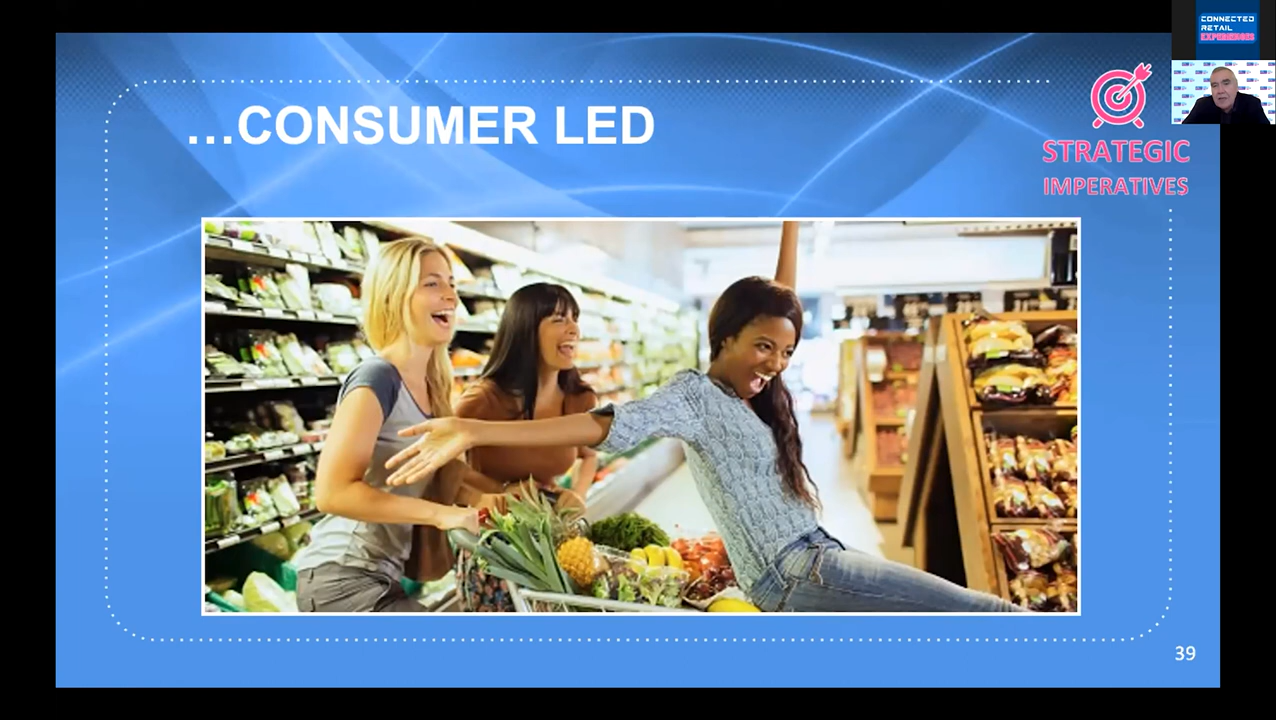 CONNECTED
RETAIL
EXPERIENCES
...CONSUMER LED
STRATEGIC
IMPERATIVES
39